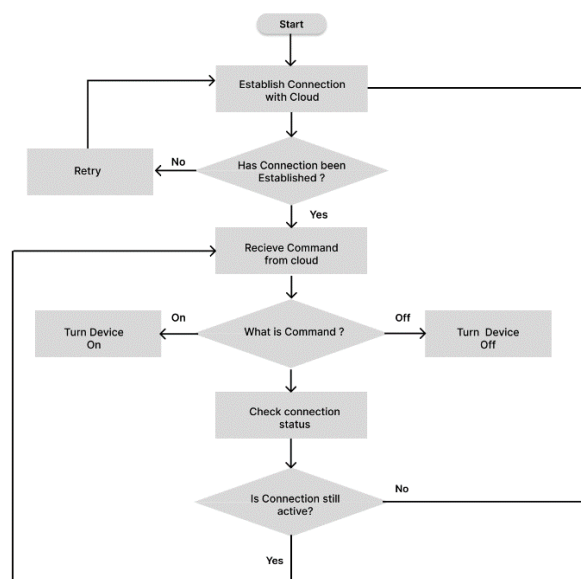 Start
Establish Connection
with Cloud
No
Retry
Has Connection been
Established ?
Yes
Recieve Command
from cloud
On
What is Command ?
Off
Turn Device
On
Turn Device
Off
Check connection
status
Is Connection still
active?
No
Yes